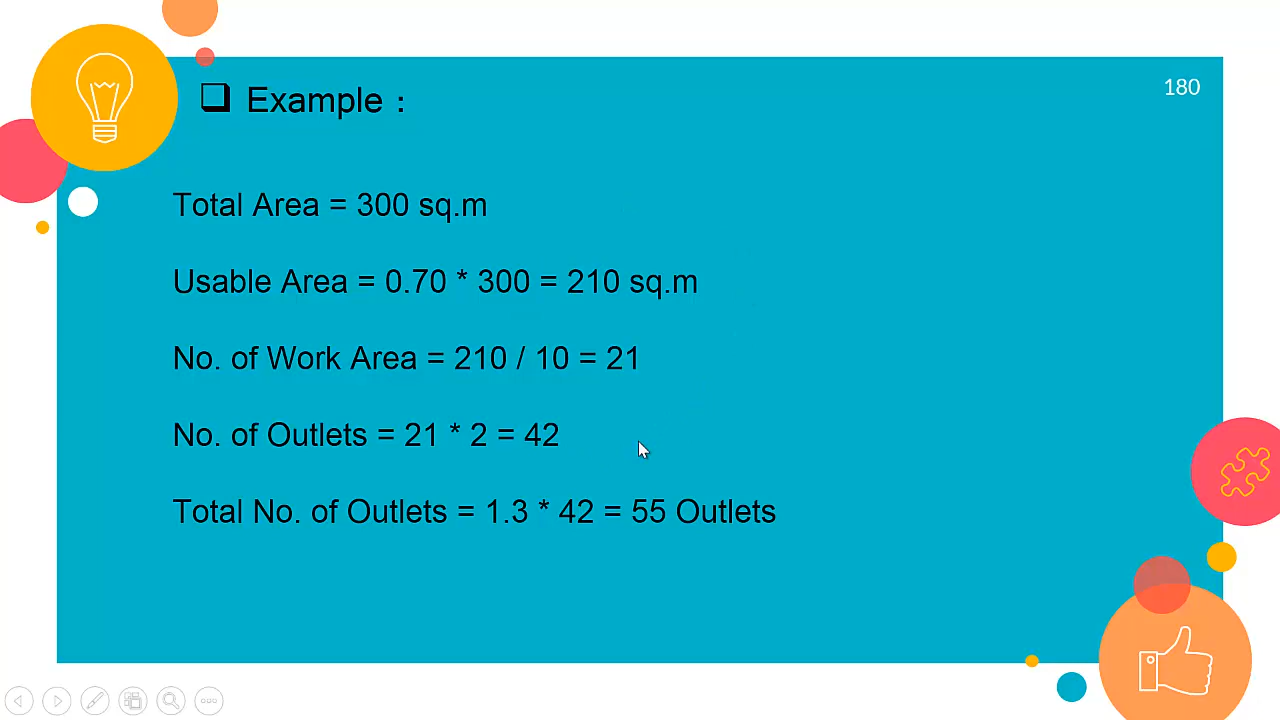 Example :
180
Total Area = 300 sq.m
Usable Area = 0.70 * 300 = 210 sq.m
No. of Work Area = 210 / 10 = 21
No. of Outlets = 21 * 2 = 42
Total No. of Outlets = 1.3 * 42 = 55 Outlets